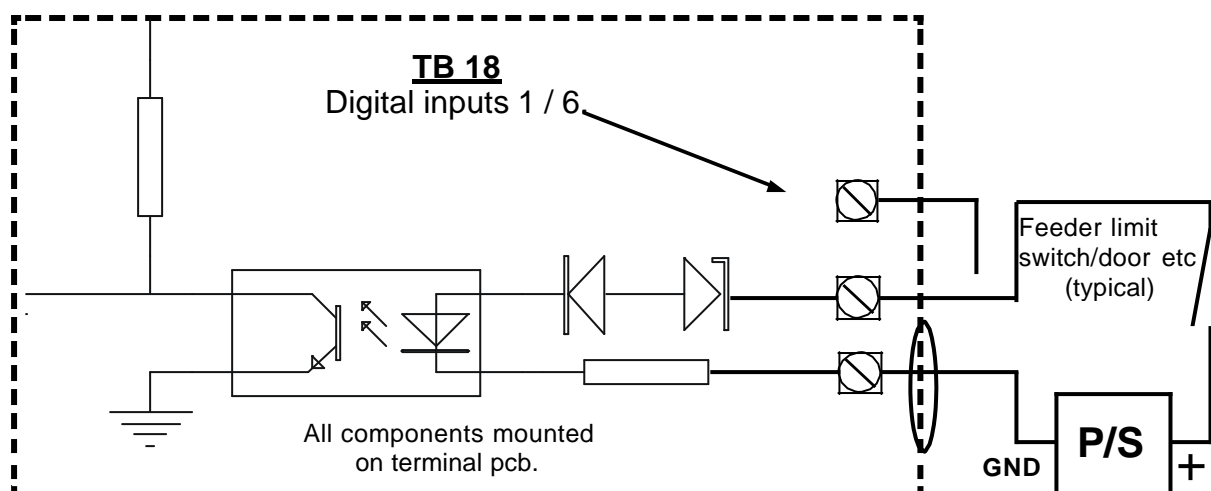 TB 18
Digital inputs 1 / 6.
Feeder limit
switch/door etc
(typical)
All components mounted
on terminal pcb.
GND
P/S
+